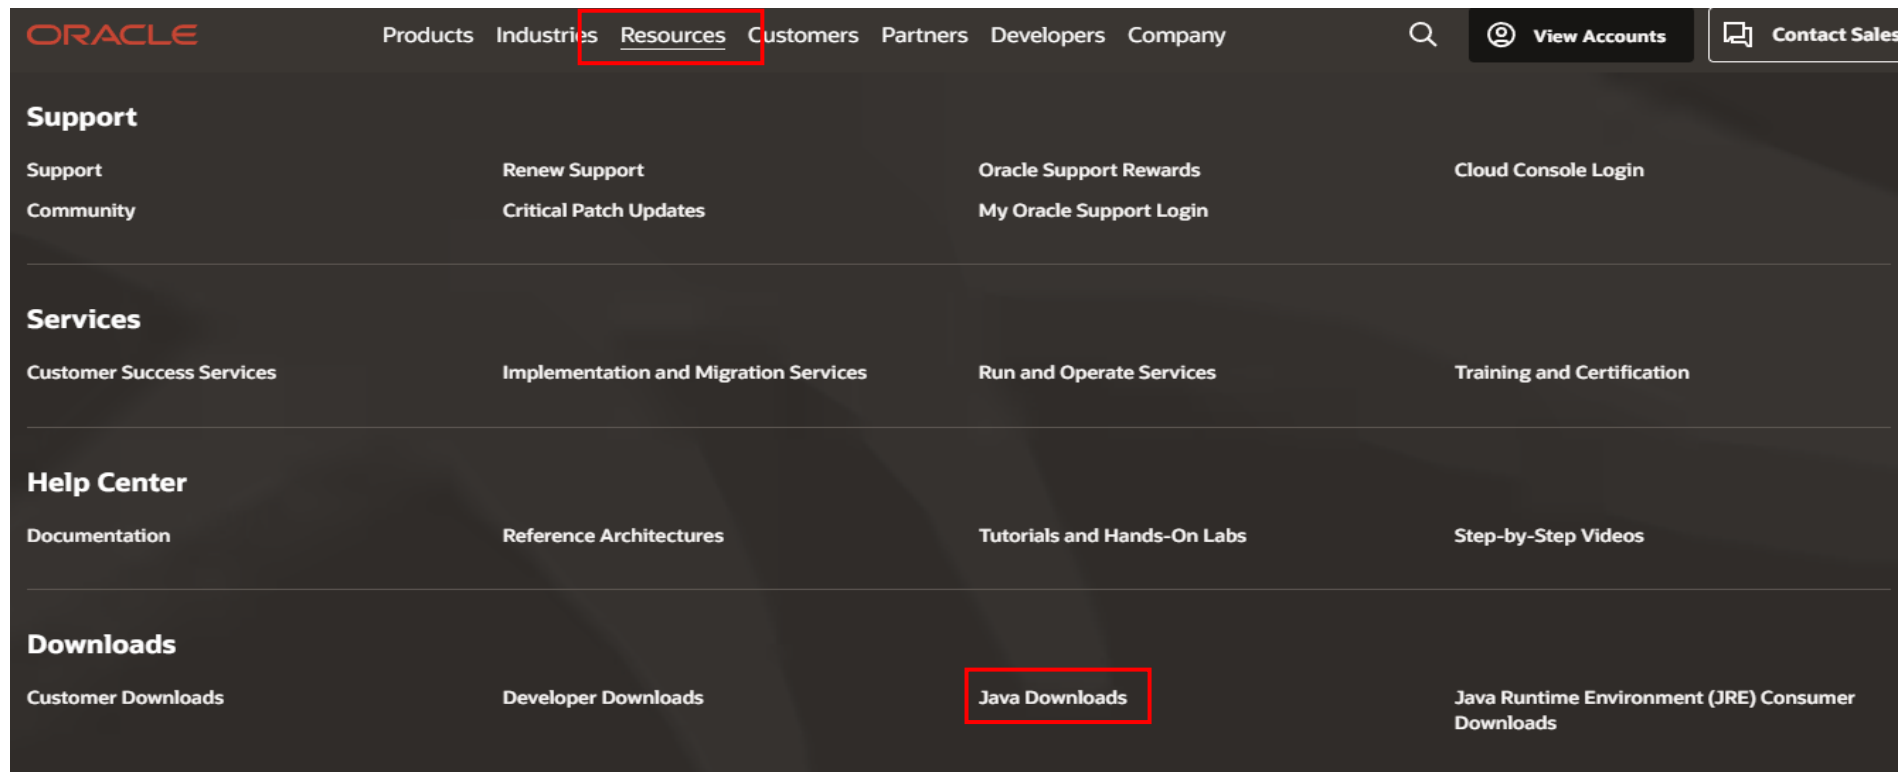 ORACLE Products Industries Resources Customers Partners Developers Company View Accounts Contact Sales
Support
Support Renew Support Oracle Support Rewards Cloud Console Login
Community Critical Patch Updates My Oracle Support Login
Services
Customer Success Services Implementation and Migration Services Run and Operate Services Training and Certification
Help Center
Documentation Reference Architectures Tutorials and Hands-On Labs Step-by-Step Videos
Downloads
Customer Downloads Developer Downloads Java Downloads Java Runtime Environment (JRE) Consumer
Downloads